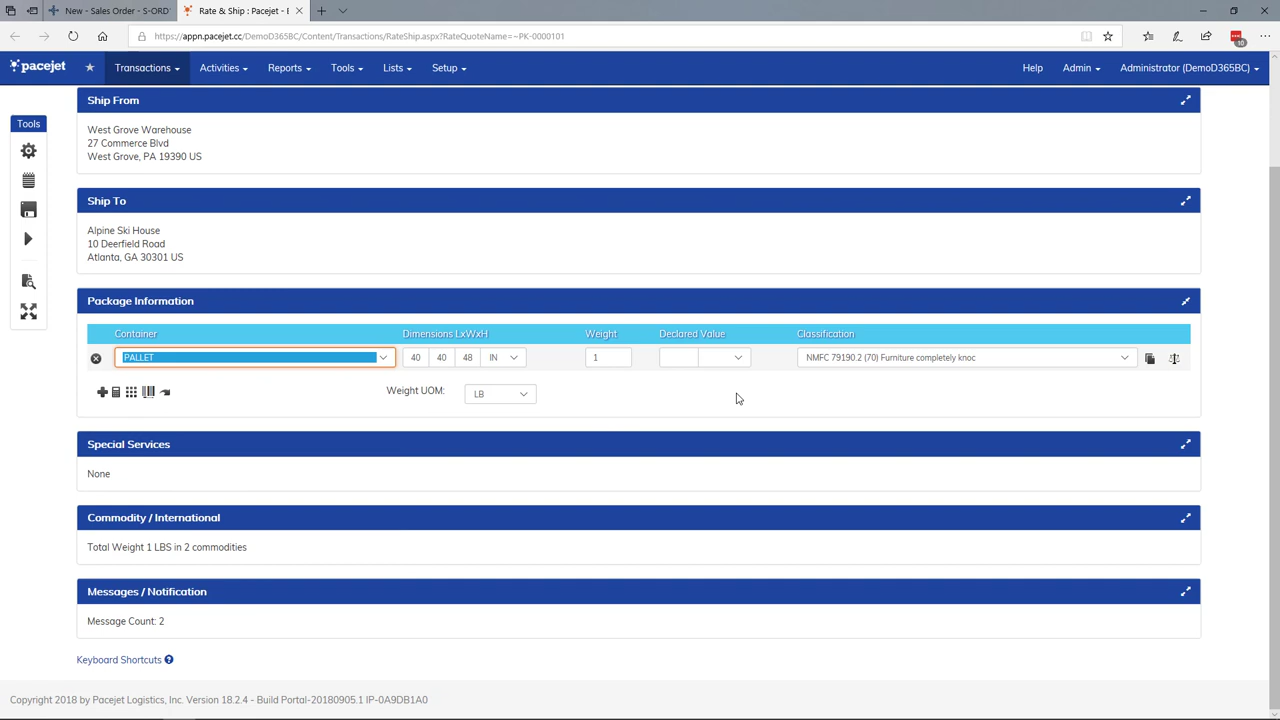 New - Sales Order - S-ORD
Rate & Ship : Pacejet - E
https://appn.pacejet.cc/DemoD365BC/Content/Transactions/RateShip.aspx?RateQuoteName=~PK-0000101
10
pacejet
Transactions
Activities
Reports
Tools
Lists
Setup
Help
Admin
Administrator (DemoD365BC)
Tools
Ship From
West Grove Warehouse
27 Commerce Blvd
West Grove, PA 19390 US
Ship To
Alpine Ski House
10 Deerfield Road
Atlanta, GA 30301 US
Package Information
Container Dimensions LxWxH Weight Declared Value Classification
PALLET 40 40 48 IN 1 NMFC 79190.2 (70) Furniture completely knoc
Weight UOM: LB
Special Services
None
Commodity / International
Total Weight 1 LBS in 2 commodities
Messages / Notification
Message Count: 2
Keyboard Shortcuts
Copyright 2018 by Pacejet Logistics, Inc. Version 18.2.4 - Build Portal-20180905.1 IP-0A9DB1A0